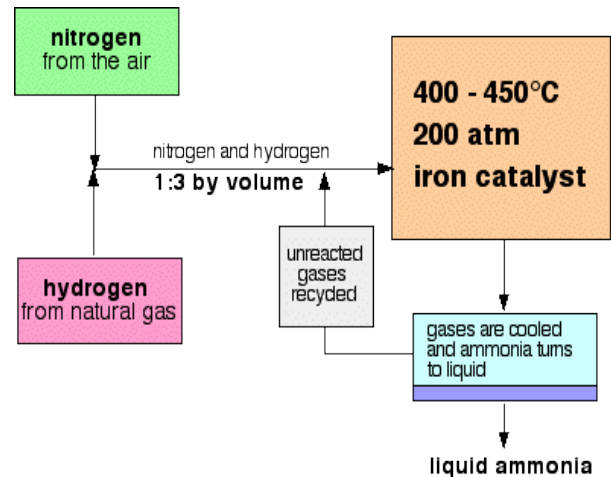 nitrogen
from the air
400 - 450°C
200 atm
iron catalyst
nitrogen and hydrogen
1:3 by volume
hydrogen
from natural gas
unreacted
gases
recycled
gases are cooled
and ammonia turns
to liquid
liquid ammonia